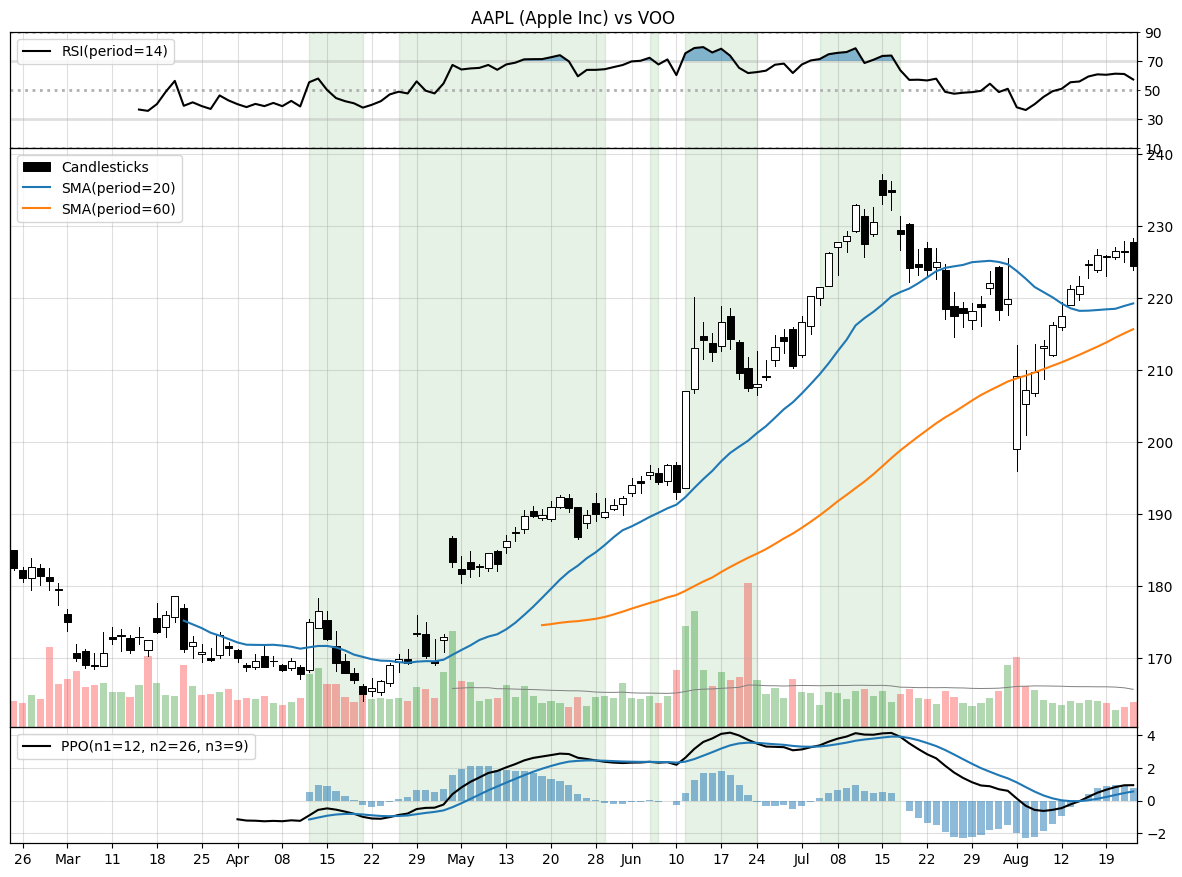 AAPL (Apple Inc) vs VOO
RSI(period=14)
90
70
50
30
10
Candlesticks
SMA(period=20)
SMA(period=60)
240
230
220
210
200
190
180
170
PPO(n1=12, n2=26, n3=9)
4
2
0
−2
26 Mar 11 18 25 Apr 08 15 22 29 May 13 20 28 Jun 10 17 24 Jul 08 15 22 29 Aug 12 19